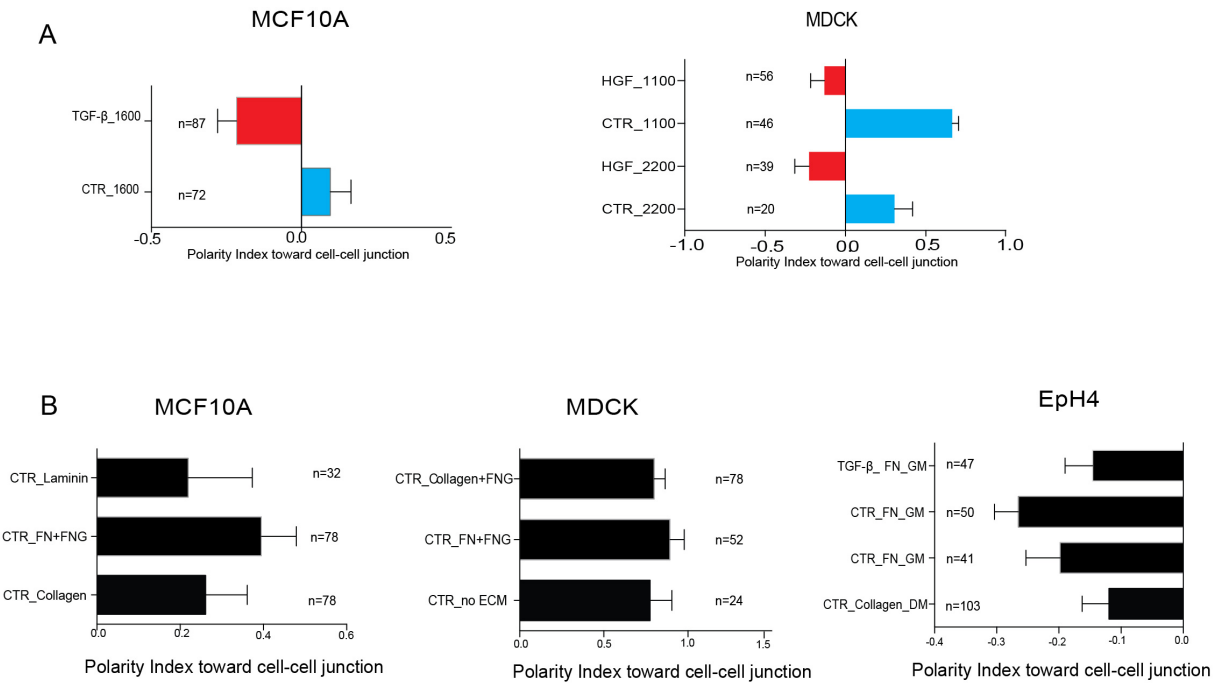 A
MCF10A
TGF-β_1600
n=87
CTR_1600
n=72
-0.5
0.0
0.5
Polarity Index toward cell-cell junction
MDCK
HGF_1100
n=56
CTR_1100
n=46
HGF_2200
n=39
CTR_2200
n=20
-1.0
-0.5
0.0
0.5
1.0
Polarity Index toward cell-cell junction
B
MCF10A
CTR_Laminin
n=32
CTR_FN+FNG
n=78
CTR_Collagen
n=78
0.0
0.2
0.4
0.6
Polarity Index toward cell-cell junction
MDCK
CTR_Collagen+FNG
n=78
CTR_FN+FNG
n=52
CTR_no ECM
n=24
0.0
0.5
1.0
1.5
Polarity Index toward cell-cell junction
EpH4
TGF-β_ FN_GM
n=47
CTR_FN_GM
n=50
CTR_FN_GM
n=41
CTR_Collagen_DM
n=103
-0.4
-0.3
-0.2
-0.1
0.0
Polarity Index toward cell-cell junction